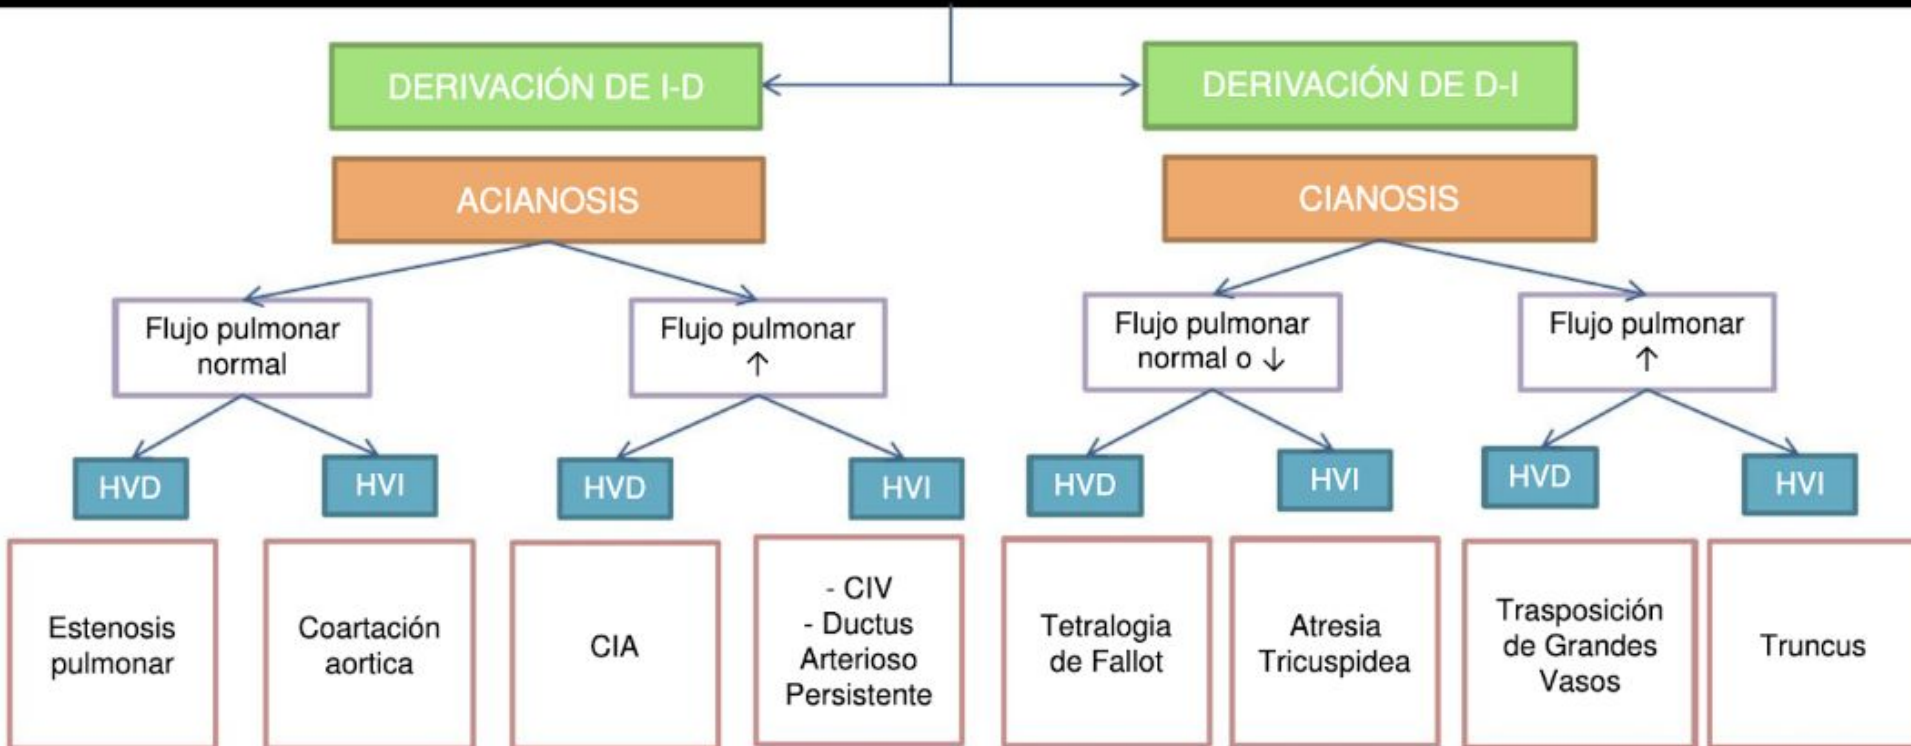 DERIVACIÓN DE I-D
DERIVACIÓN DE D-I
ACIANOSIS
CIANOSIS
Flujo pulmonar
normal
Flujo pulmonar
↑
Flujo pulmonar
normal o ↓
Flujo pulmonar
↑
HVD
HVI
HVD
HVI
HVD
HVI
HVD
HVI
Estenosis
pulmonar
Coartación
aortica
CIA
- CIV
- Ductus
Arterioso
Persistente
Tetralogia
de Fallot
Atresia
Tricuspidea
Trasposición
de Grandes
Vasos
Truncus